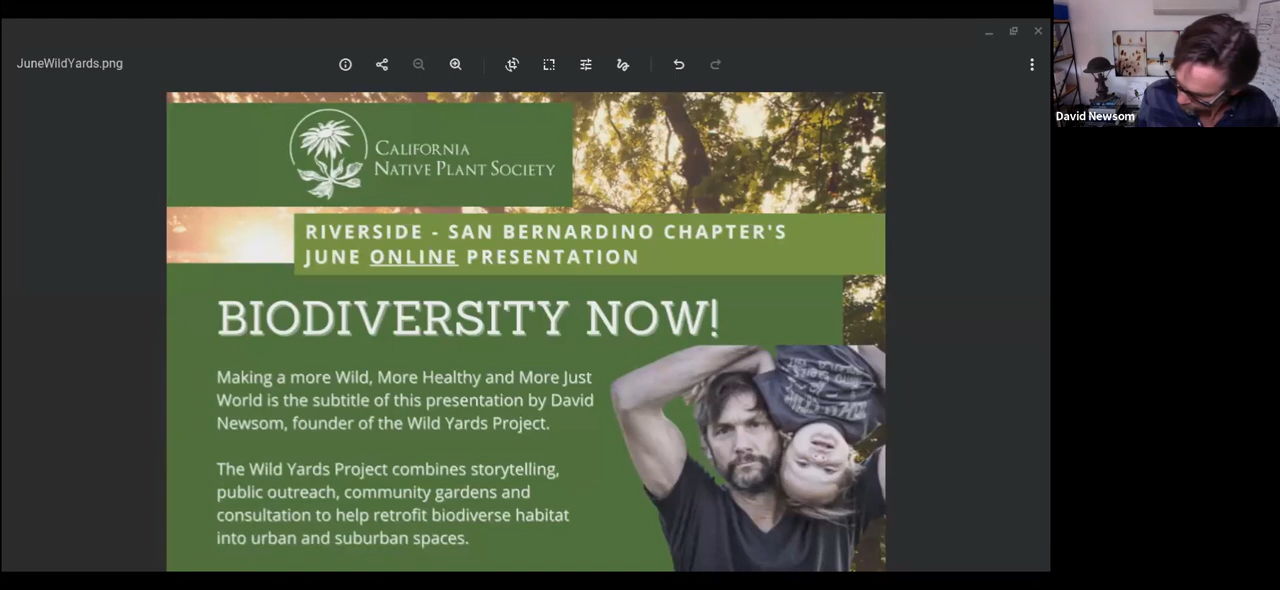 JuneWildYards.png
David Newsom
CALIFORNIA
NATIVE PLANT SOCIETY
RIVERSIDE - SAN BERNARDINO CHAPTER'S
JUNE ONLINE PRESENTATION
BIODIVERSITY NOW!
Making a more Wild, More Healthy and More Just
World is the subtitle of this presentation by David
Newsom, founder of the Wild Yards Project.
The Wild Yards Project combines storytelling,
public outreach, community gardens and
consultation to help retrofit biodiverse habitat
into urban and suburban spaces.